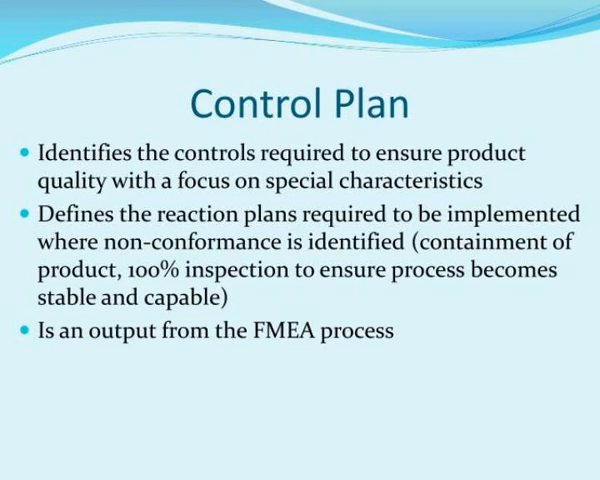 Control Plan
• Identifies the controls required to ensure product
quality with a focus on special characteristics
• Defines the reaction plans required to be implemented
where non-conformance is identified (containment of
product, 100% inspection to ensure process becomes
stable and capable)
• Is an output from the FMEA process